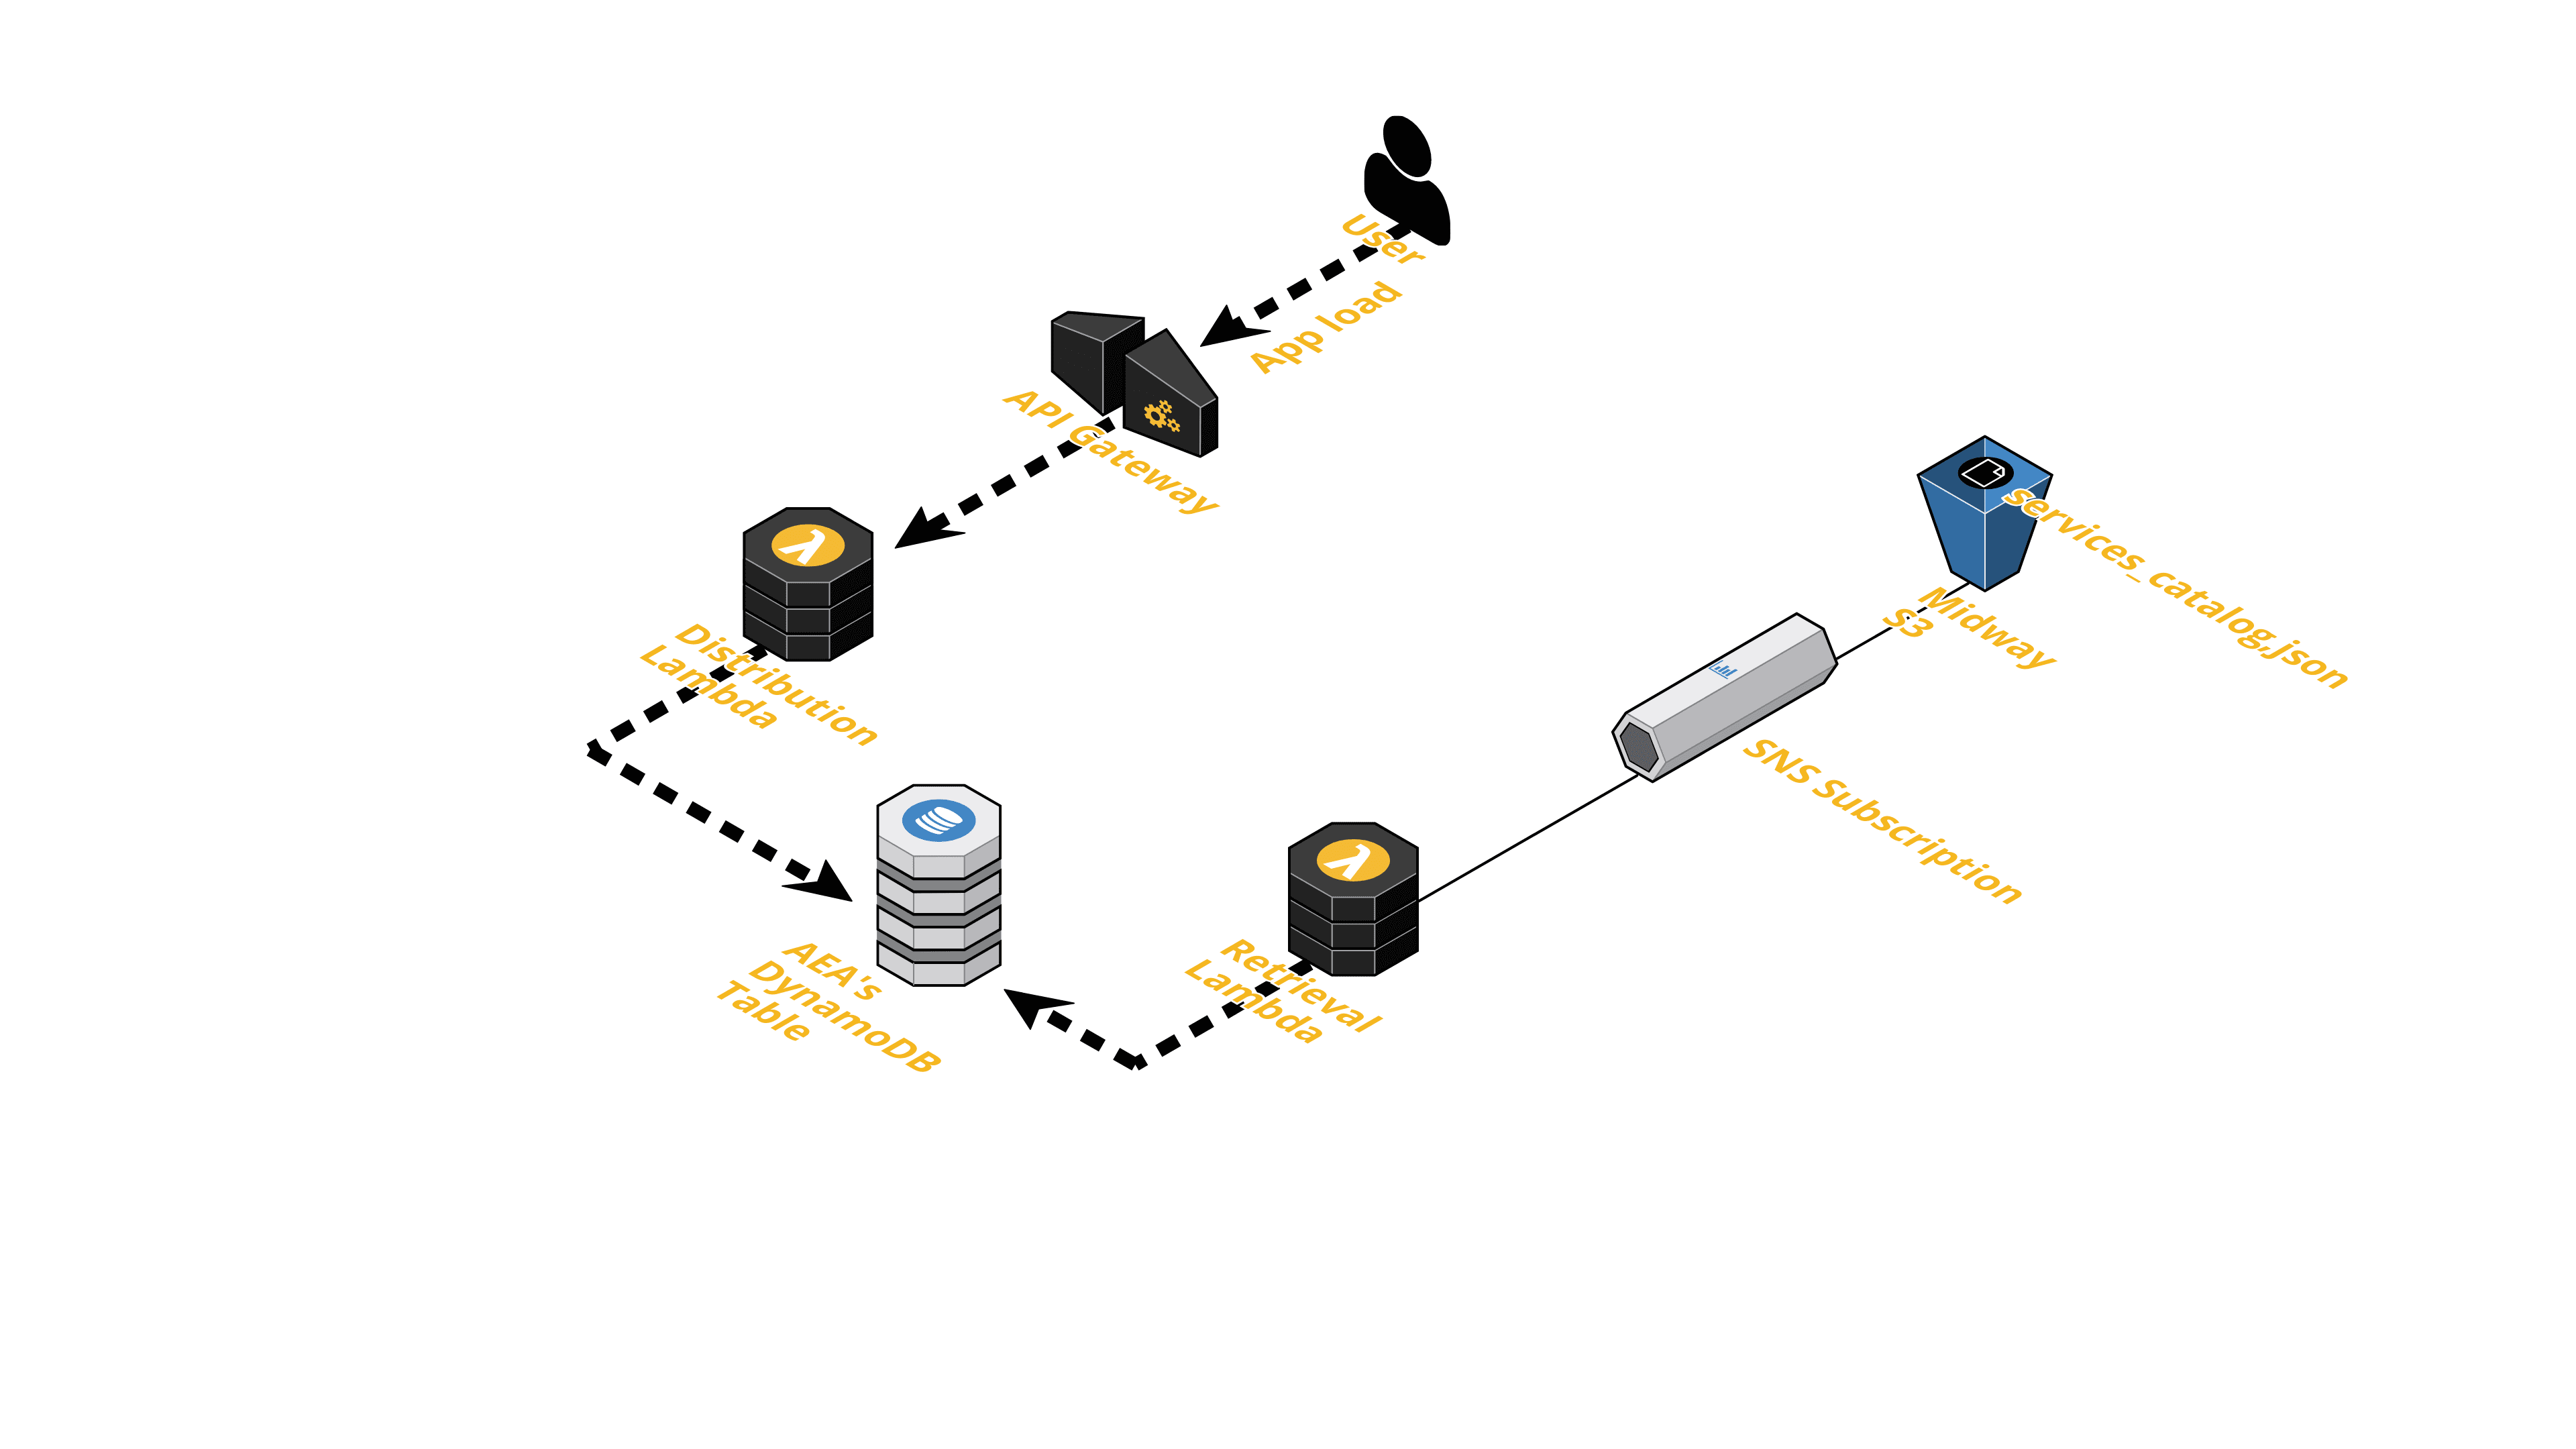 User
App load
API Gateway
services_catalog.json
Midway
S3
Distribution
Lambda
SNS Subscription
AEA's
DynamoDB
Table
Retrieval
Lambda